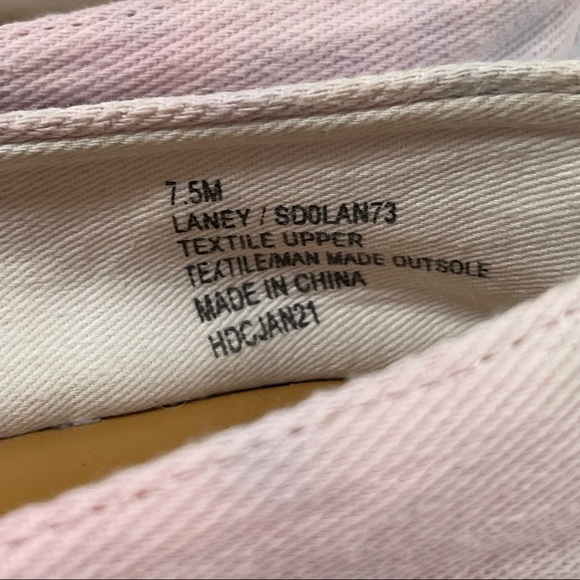 7.5M
LANEY / SD0LAN73
TEXTILE UPPER
TEXTILE/MAN MADE OUTSOLE
MADE IN CHINA
HDCJAN21